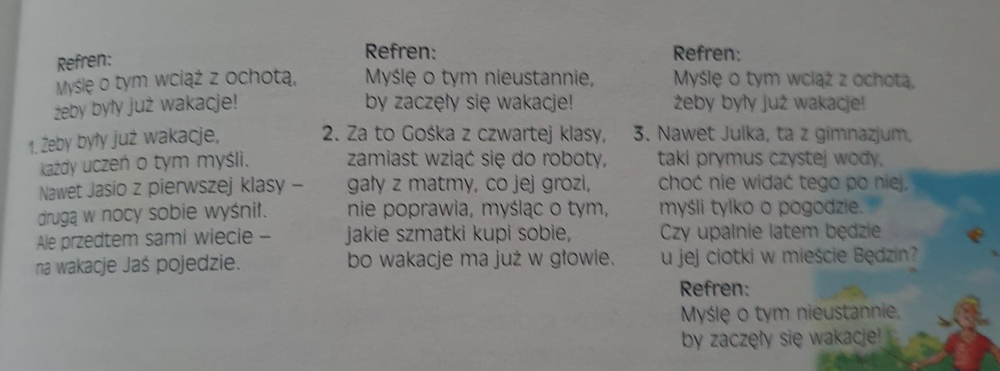 Refren:
Myślę o tym wciąż z ochotą,
żeby były już wakacje!
1. Żeby były już wakacje,
każdy uczeń o tym myśli.
Nawet Jasio z pierwszej klasy –
drugą w nocy sobie wyśnił.
Ale przedtem sami wiecie –
na wakacje Jaś pojedzie.
Refren:
Myślę o tym nieustannie,
by zaczęły się wakacje!
2. Za to Gośka z czwartej klasy,
zamiast wziąć się do roboty,
gały z matmy, co jej grozi,
nie poprawia, myśląc o tym,
jakie szmatki kupi sobie,
bo wakacje ma już w głowie.
Refren:
Myślę o tym wciąż z ochotą,
żeby były już wakacje!
3. Nawet Julka, ta z gimnazjum,
taki prymus czystej wody,
choć nie widać tego po niej,
myśli tylko o pogodzie.
Czy upalnie latem będzie
u jej ciotki w mieście Będzin?
Refren:
Myślę o tym nieustannie,
by zaczęły się wakacje!